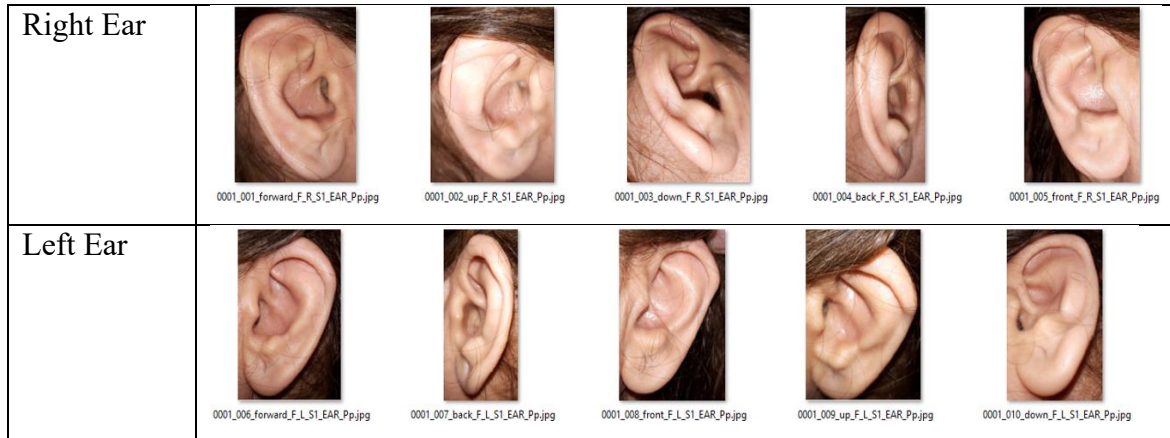 Right Ear
0001_001_forward_F_R_S1_EAR_Pp.jpg
0001_002_up_F_R_S1_EAR_Pp.jpg
0001_003_down_F_R_S1_EAR_Pp.jpg
0001_004_back_F_R_S1_EAR_Pp.jpg
0001_005_front_F_R_S1_EAR_Pp.jpg
Left Ear
0001_006_forward_F_L_S1_EAR_Pp.jpg
0001_007_back_F_L_S1_EAR_Pp.jpg
0001_008_front_F_L_S1_EAR_Pp.jpg
0001_009_up_F_L_S1_EAR_Pp.jpg
0001_010_down_F_L_S1_EAR_Pp.jpg